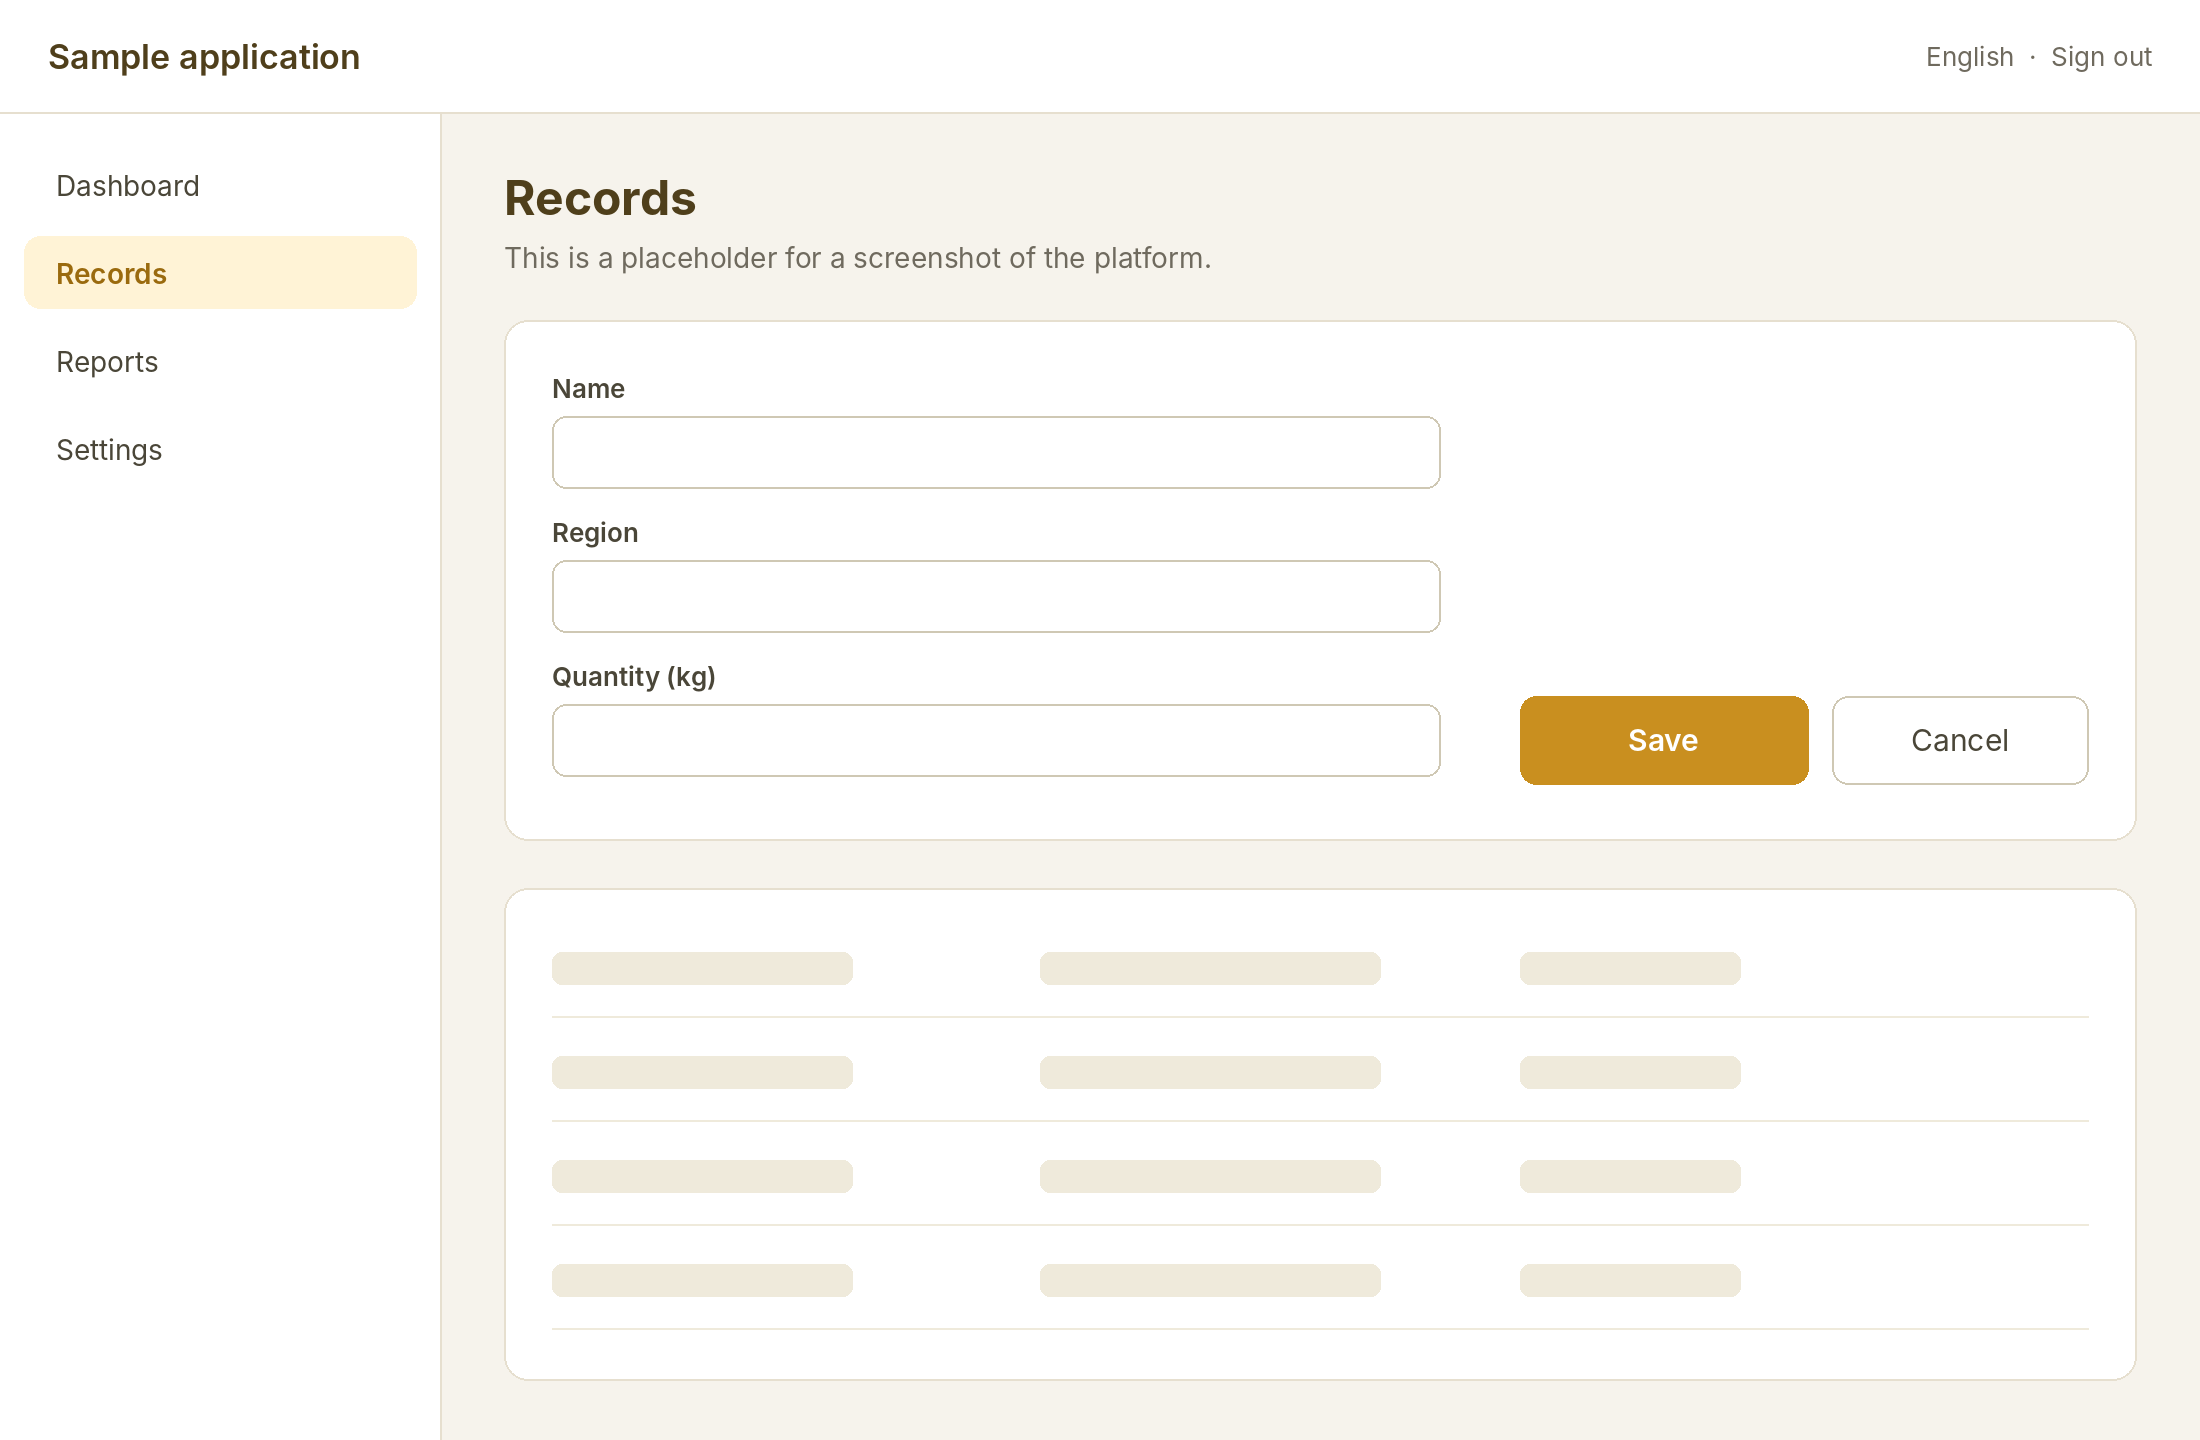 Sample application
English · Sign out
Dashboard
Records
Reports
Settings
Records
This is a placeholder for a screenshot of the platform.
Name
Region
Quantity (kg)
Save
Cancel